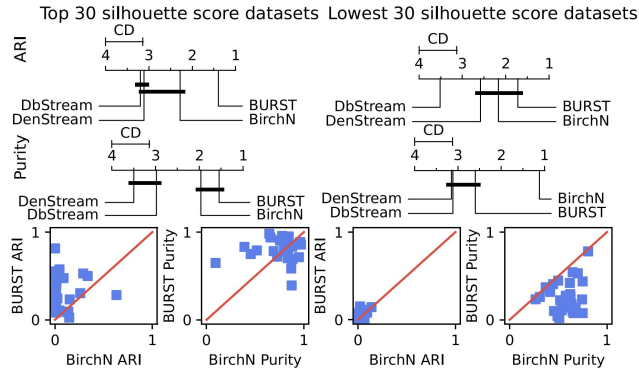 Top 30 silhouette score datasets Lowest 30 silhouette score datasets
ARI
CD
4 3 2 1
DbStream BURST
DenStream BirchN
CD
4 3 2 1
DbStream BURST
DenStream BirchN
Purity
CD
4 3 2 1
DenStream BURST
DbStream BirchN
CD
4 3 2 1
DenStream BirchN
DbStream BURST
BURST ARI
1
0
0 1
BirchN ARI
BURST Purity
1
0
0 1
BirchN Purity
BURST ARI
1
0
0 1
BirchN ARI
BURST Purity
1
0
0 1
BirchN Purity